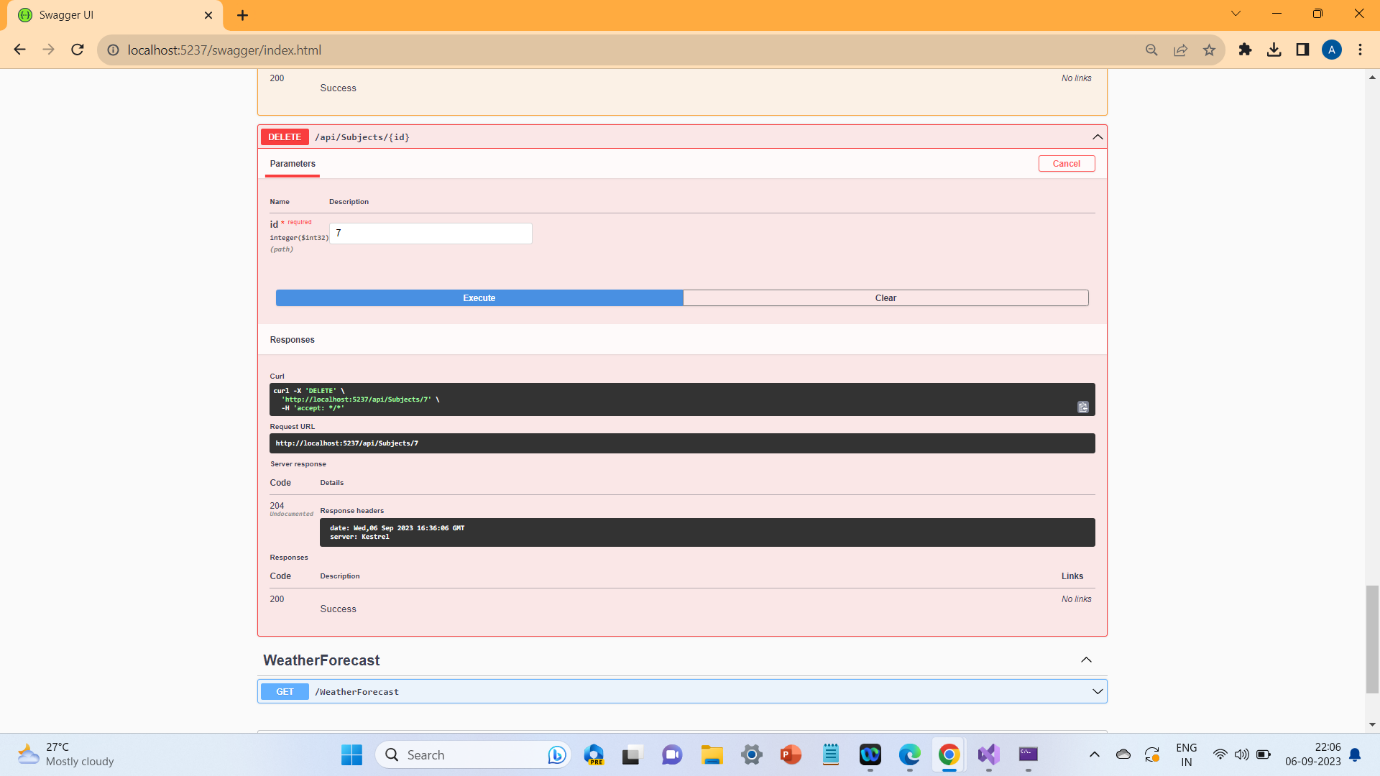 Swagger UI
localhost:5237/swagger/index.html
A
200
Success
No links
DELETE /api/Subjects/{id}
Parameters
Cancel
Name Description
id * required
integer($int32)
(path)
7
Execute Clear
Responses
Curl
curl -X 'DELETE' \
'http://localhost:5237/api/Subjects/7' \
-H 'accept: */*'
Request URL
http://localhost:5237/api/Subjects/7
Server response
Code Details
204
Undocumented
Response headers
date: Wed,06 Sep 2023 16:36:06 GMT
server: Kestrel
Responses
Code Description Links
200
Success
No links
WeatherForecast
GET /WeatherForecast
27°C
Mostly cloudy
Search
PRE
ENG
IN
22:06
06-09-2023